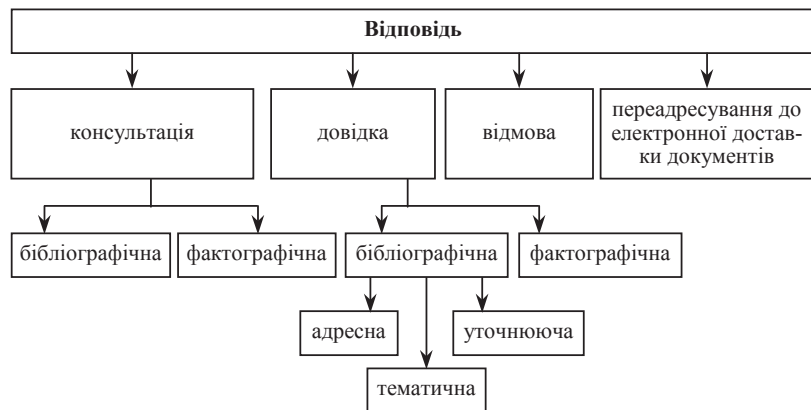 Відповідь
консультація
довідка
відмова
переадресування до
електронної достав-
ки документів
бібліографічна
фактографічна
бібліографічна
фактографічна
адресна
уточнююча
тематична